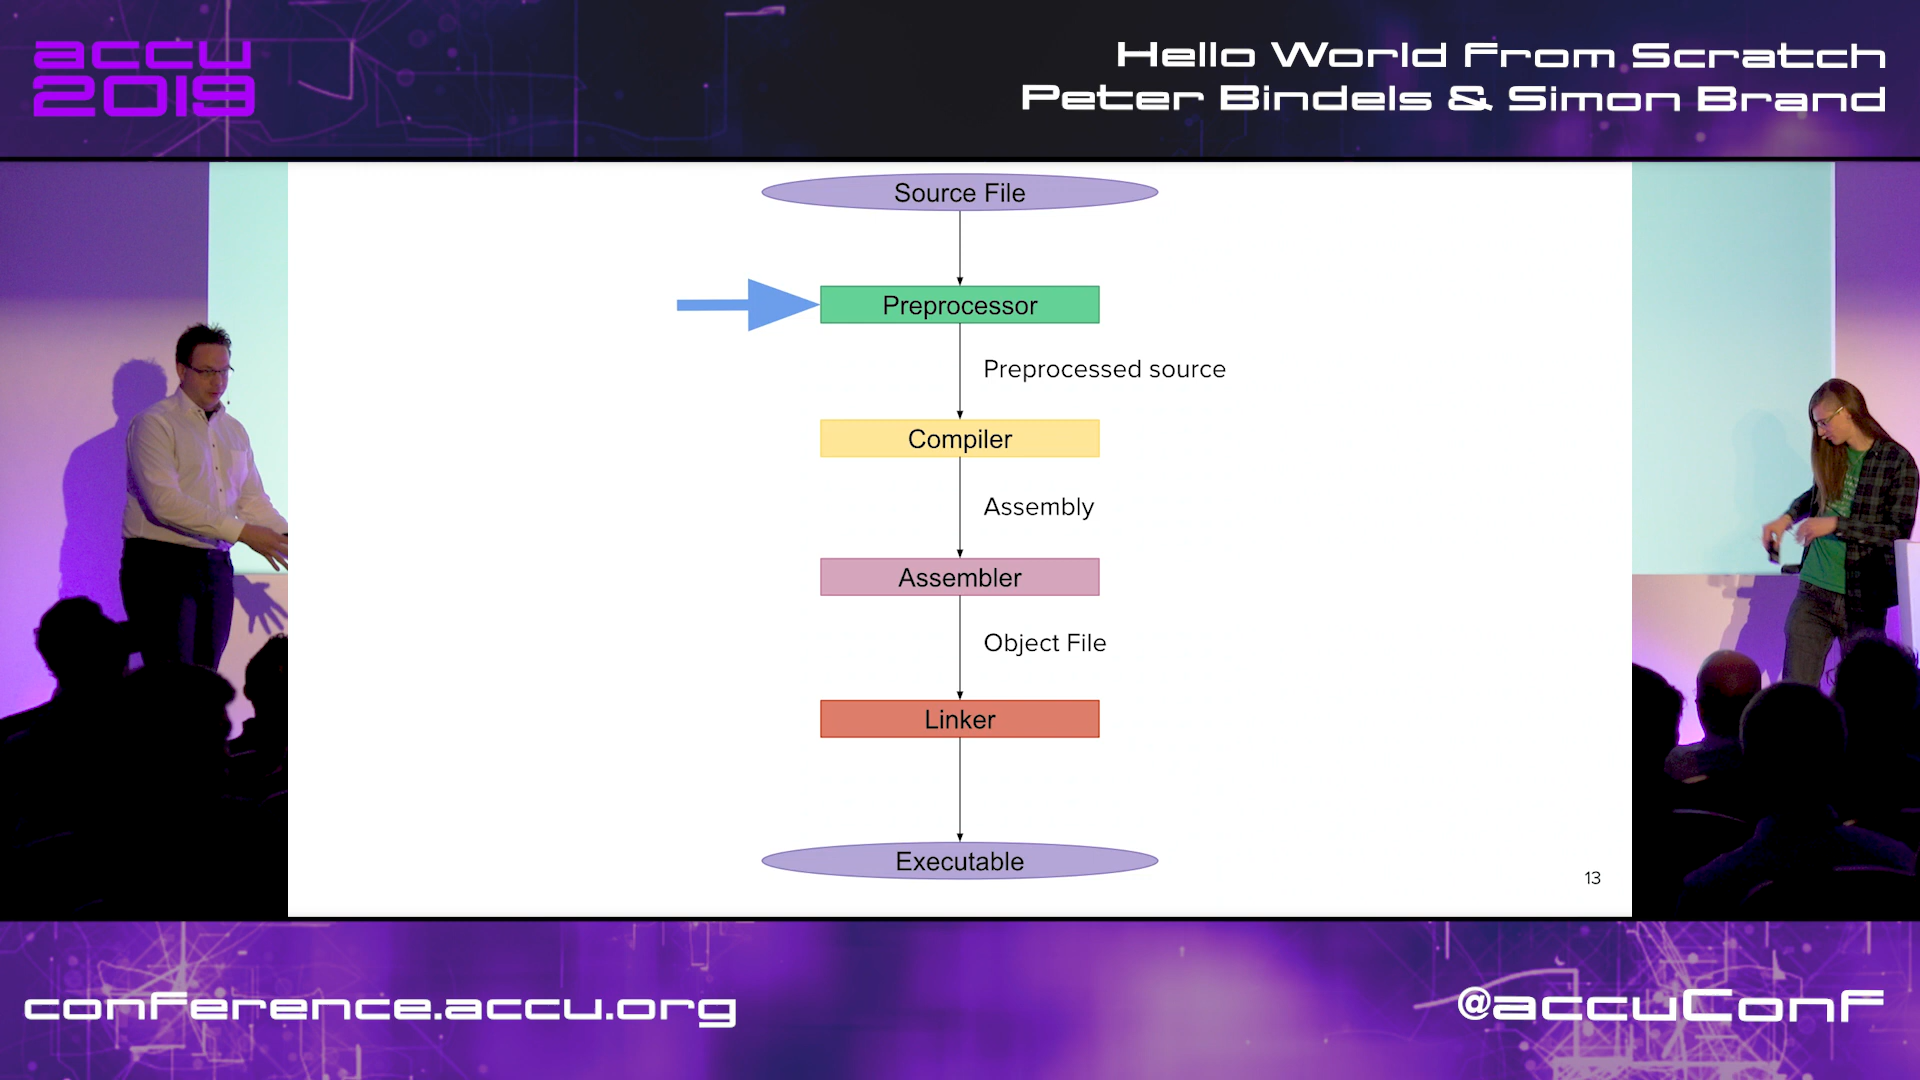 accu
2019
Hello World From Scratch
Peter Bindels & Simon Brand
Source File
Preprocessor
Preprocessed source
Compiler
Assembly
Assembler
Object File
Linker
Executable
13
conference.accu.org
@accuConf